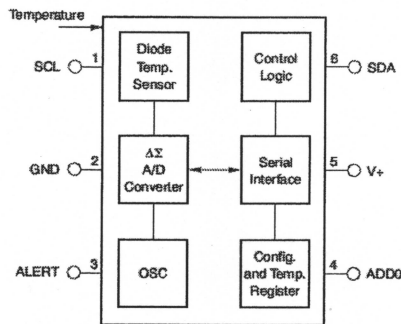 Temperature
SCL 1
Diode
Temp.
Sensor
Control
Logic
6 SDA
GND 2
ΔΣ
A/D
Converter
Serial
Interface
5 V+
ALERT 3
OSC
Config.
and Temp.
Register
4 ADD0